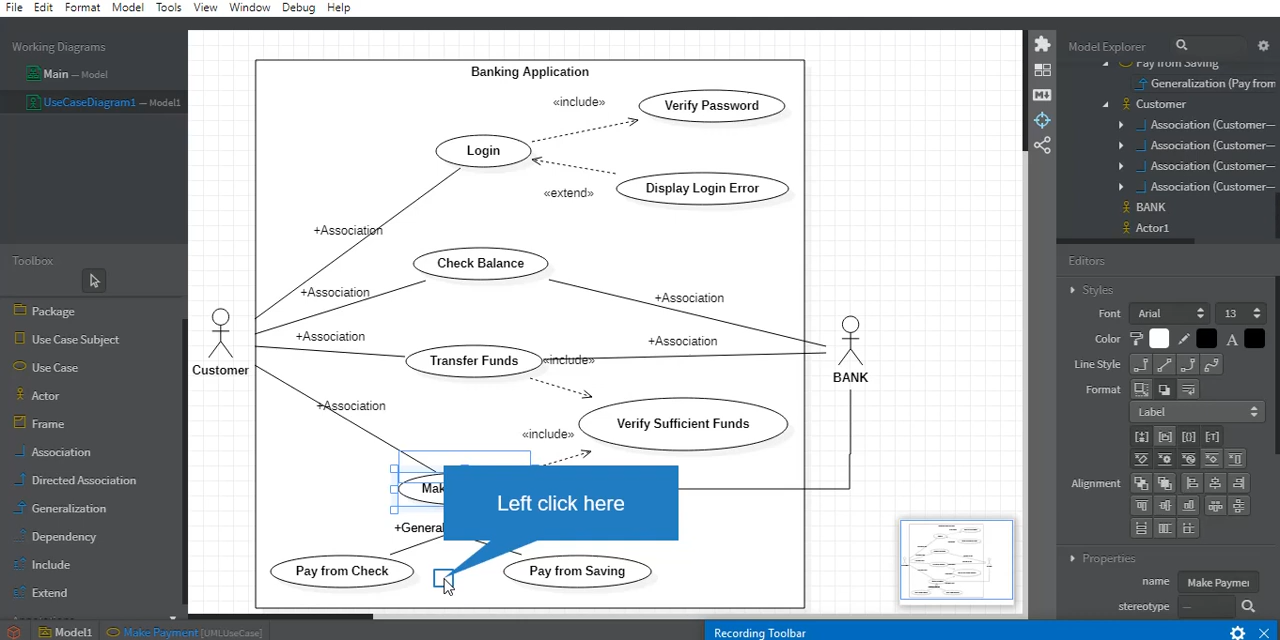 File Edit Format Model Tools View Window Debug Help
Working Diagrams
Main — Model
UseCaseDiagram1 — Model1
Toolbox
Package
Use Case Subject
Use Case
Actor
Frame
Association
Directed Association
Generalization
Dependency
Include
Extend
Banking Application
«include»
Verify Password
Login
Display Login Error
«extend»
+Association
Check Balance
+Association
+Association
+Association
+Association
Customer
Transfer Funds
«include»
BANK
+Association
Verify Sufficient Funds
«include»
Mak
Left click here
+General
Pay from Check
Pay from Saving
Model Explorer
Pay from Saving
Generalization (Pay from
Customer
Association (Customer—
Association (Customer—
Association (Customer—
Association (Customer—
BANK
Actor1
Editors
Styles
Font Arial 13
Color A
Line Style
Format
Label
Alignment
Properties
name Make Paymer
stereotype —
Model1 Make Payment [UMLUseCase]
Recording Toolbar